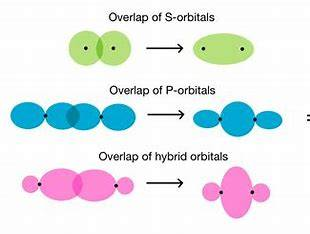 Overlap of S-orbitals
Overlap of P-orbitals
Overlap of hybrid orbitals